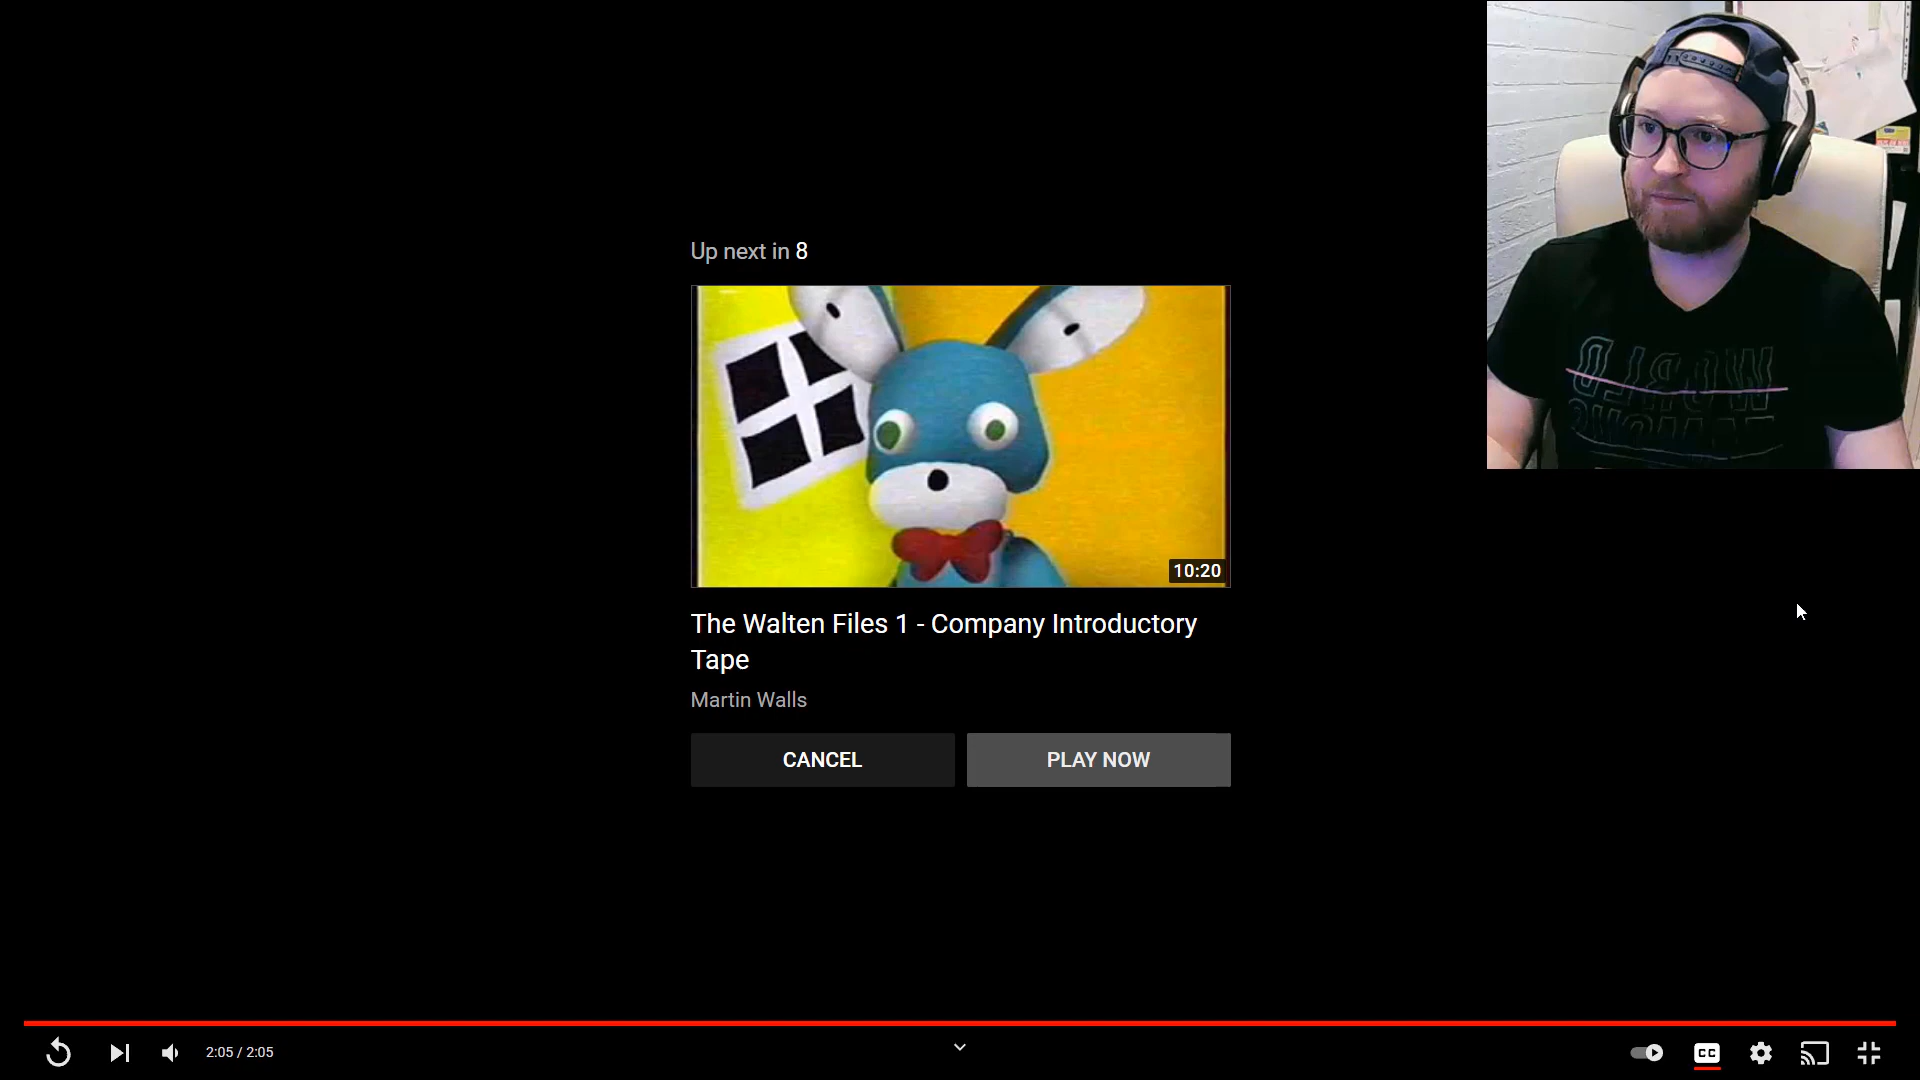 Up next in 8
10:20
The Walten Files 1 - Company Introductory
Tape
Martin Walls
CANCEL
PLAY NOW
2:05 / 2:05
CC